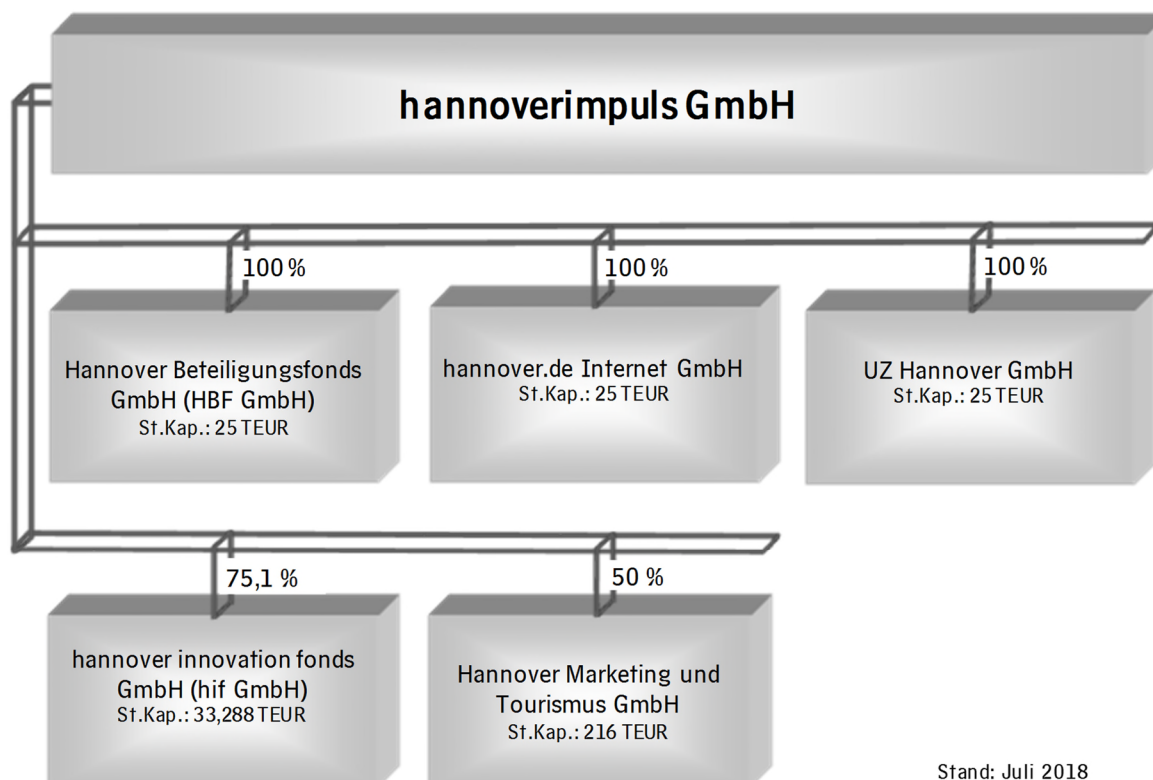 hannoverimpuls GmbH
100 %
100 %
100 %
Hannover Beteiligungsfonds
GmbH (HBF GmbH)
St.Kap.: 25 TEUR
hannover.de Internet GmbH
St.Kap.: 25 TEUR
UZ Hannover GmbH
St.Kap.: 25 TEUR
75,1 %
50 %
hannover innovation fonds
GmbH (hif GmbH)
St.Kap.: 33,288 TEUR
Hannover Marketing und
Tourismus GmbH
St.Kap.: 216 TEUR
Stand: Juli 2018